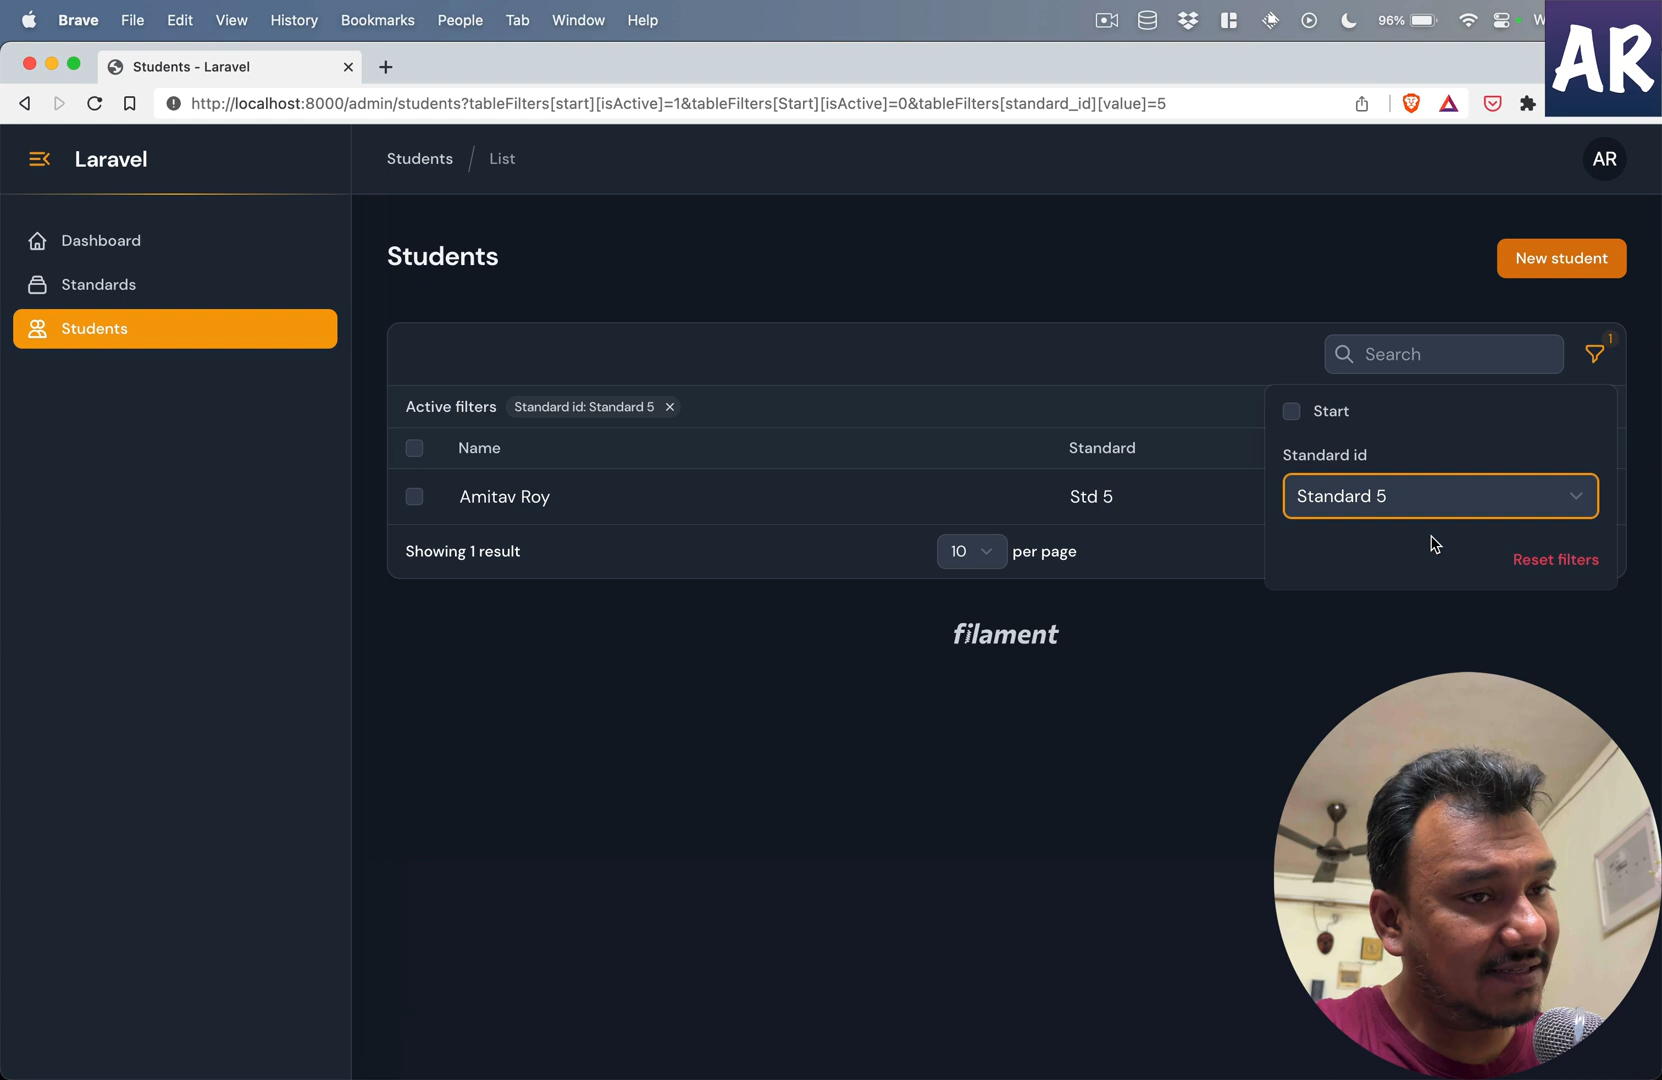 Brave File Edit View History Bookmarks People Tab Window Help 96% W
AR
Students - Laravel
http://localhost:8000/admin/students?tableFilters[start][isActive]=1&tableFilters[Start][isActive]=0&tableFilters[standard_id][value]=5
Laravel
Students / List
AR
Dashboard
Standards
Students
Students
New student
Search
1
Active filters Standard id: Standard 5
Start
Name Standard
Standard id
Amitav Roy Std 5
Standard 5
Showing 1 result 10 per page
Reset filters
filament